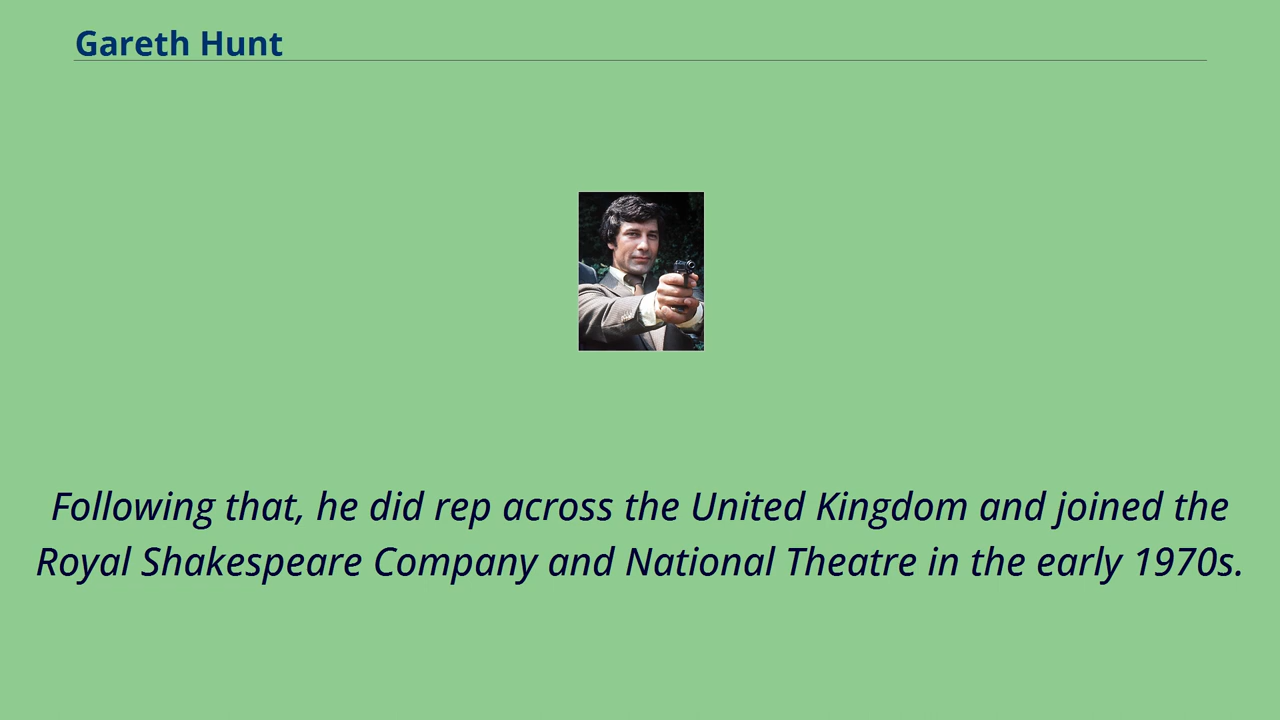 Gareth Hunt
Following that, he did rep across the United Kingdom and joined the
Royal Shakespeare Company and National Theatre in the early 1970s.